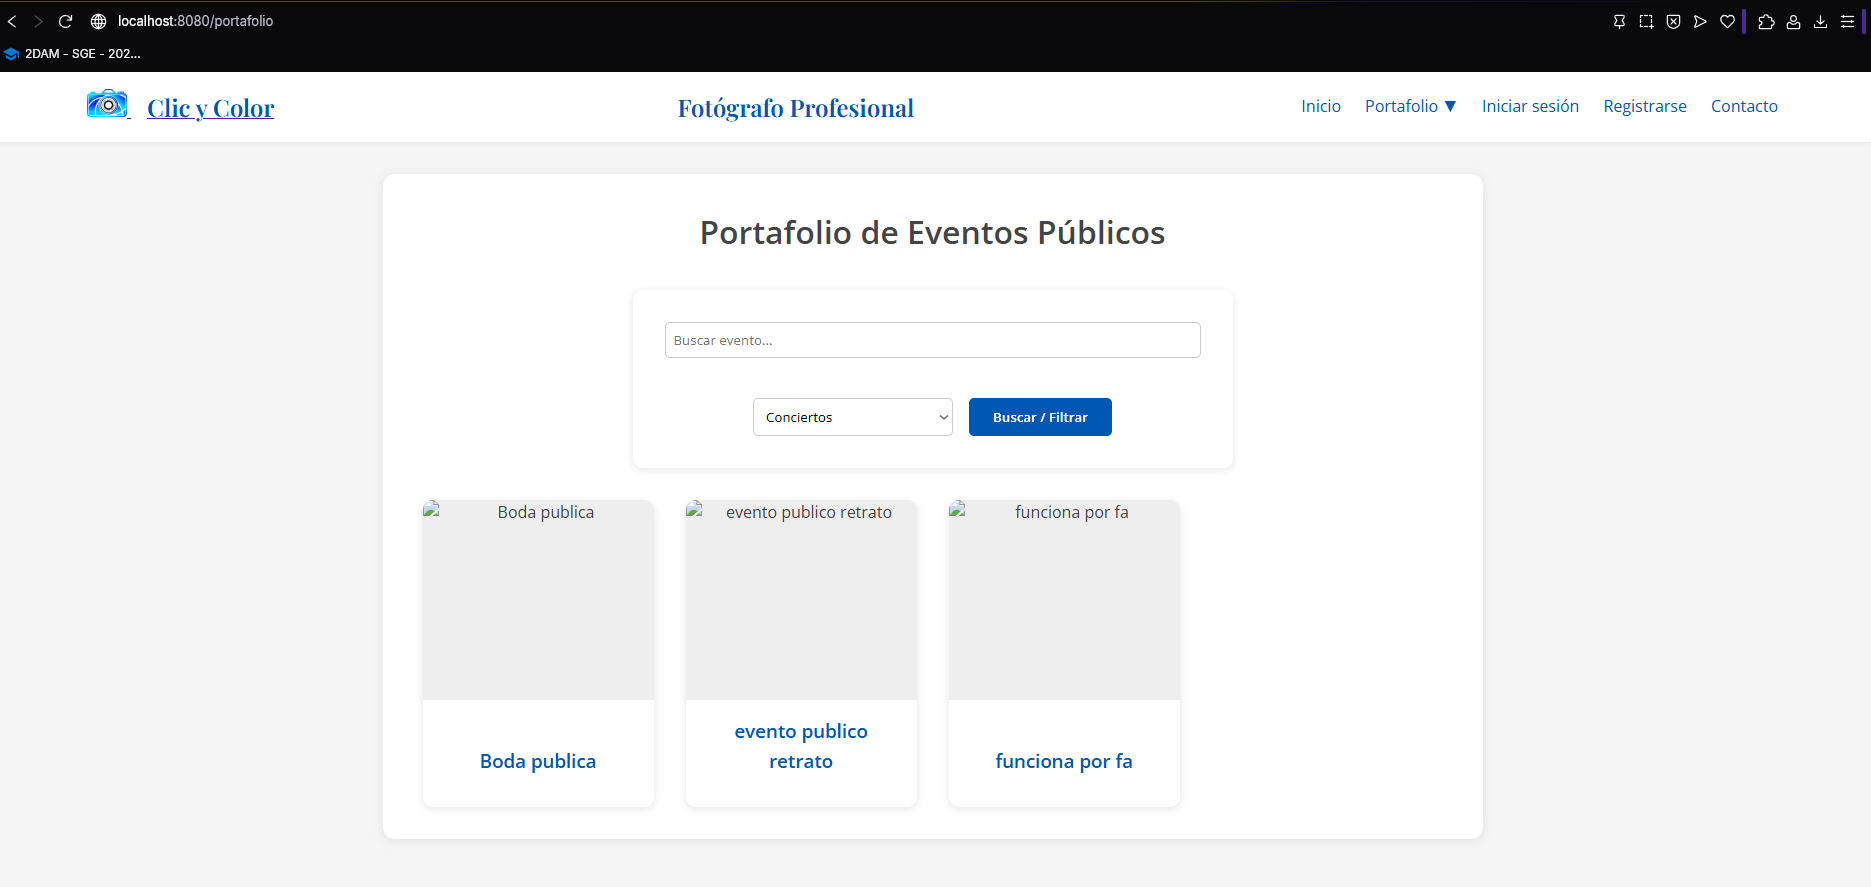 localhost:8080/portafolio
2DAM - SGE - 202...
Clic y Color
Fotógrafo Profesional
Inicio
Portafolio ▼
Iniciar sesión
Registrarse
Contacto
Portafolio de Eventos Públicos
Buscar evento...
Conciertos
Buscar / Filtrar
Boda publica
evento publico retrato
funciona por fa
Boda publica
evento publico
retrato
funciona por fa